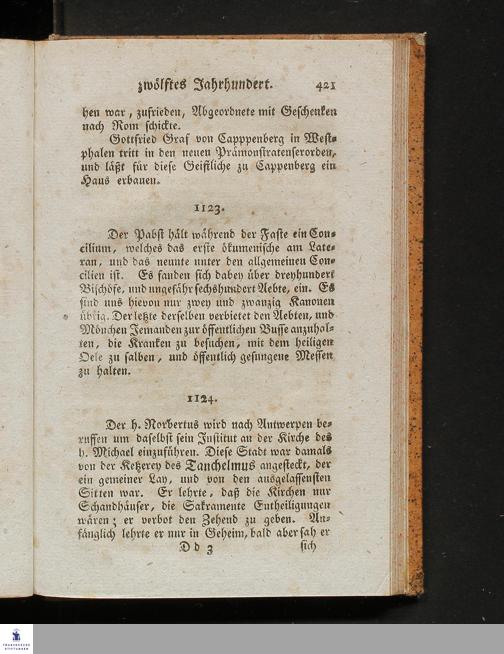 zwölftes Jahrhundert. 421
hen war, zufrieden, Abgeordnete mit Geschenken
nach Rom schickte.
Gottfried Graf von Capppenberg in West-
phalen tritt in den neuen Prämonstratenserorden,
und läßt für diese Geistliche zu Cappenberg ein
Haus erbauen.
1123.
Der Pabst hält während der Faste ein Con-
cilium, welches das erste ökumenische am Late-
ran, und das neunte unter den allgemeinen Con-
cilien ist. Es fanden sich dabey über dreyhundert
Bischöfe, und ungefähr sechshundert Aebte, ein. Es
sind uns hievon nur zwey und zwanzig Kanonen
übrig. Der letzte derselben verbietet den Aebten, und
Mönchen Jemanden zur öffentlichen Busse anzuhal-
ten, die Kranken zu besuchen, mit dem heiligen
Oele zu salben, und öffentlich gesungene Messen
zu halten.
1124.
Der h. Norbertus wird nach Antwerpen be-
ruffen um daselbst sein Institut an der Kirche des
h. Michael einzuführen. Diese Stadt war damals
von der Ketzerey des Tanchelmus angesteckt, der
ein gemeiner Lay, und von den ausgelassensten
Sitten war. Er lehrte, daß die Kirchen nur
Schandhäuser, die Sakramente Entheiligungen
wären; er verbot den Zehend zu geben. An-
fänglich lehrte er nur in Geheim, bald aber sah er
D d 3 sich
FRANCKESCHE
STIFTUNGEN